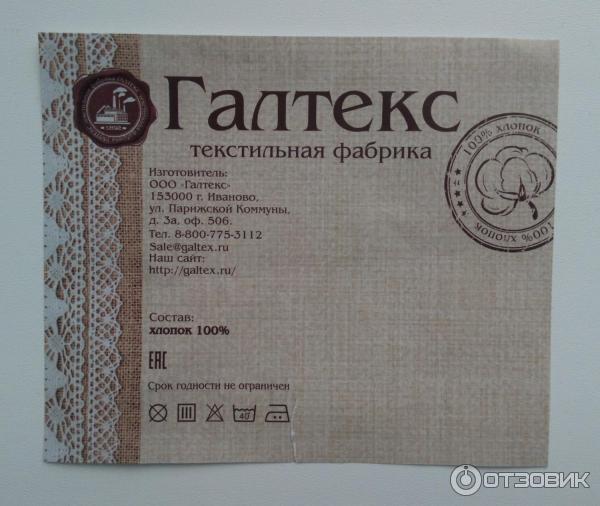 Галтекс
текстильная фабрика
Изготовитель:
ООО «Галтекс»
153000 г. Иваново,
ул. Парижской Коммуны,
д. 3а, оф. 506.
Тел. 8-800-775-3112
Sale@galtex.ru
Наш сайт:
http://galtex.ru/
100% ХЛОПОК
100% ХЛОПОК
Состав:
хлопок 100%
EAC
Срок годности не ограничен
40
ОТЗОВИК